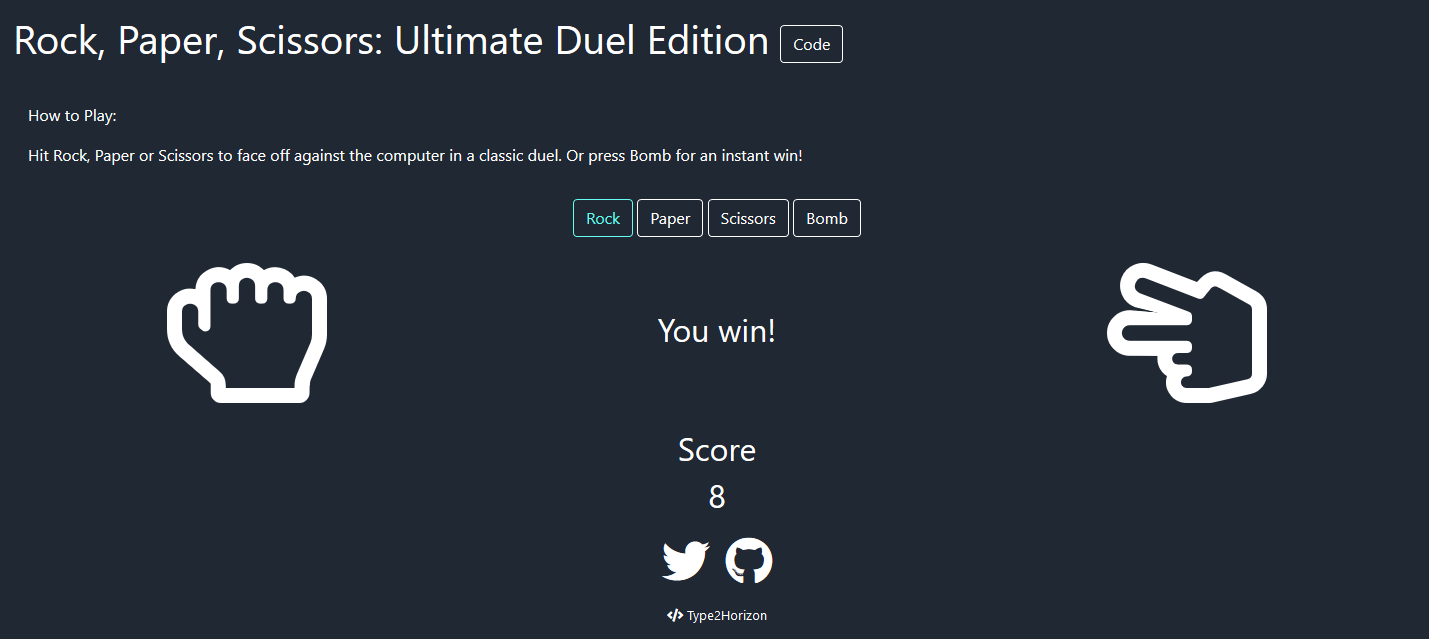 Rock, Paper, Scissors: Ultimate Duel Edition Code
How to Play:
Hit Rock, Paper or Scissors to face off against the computer in a classic duel. Or press Bomb for an instant win!
Rock Paper Scissors Bomb
You win!
Score
8
Type2Horizon